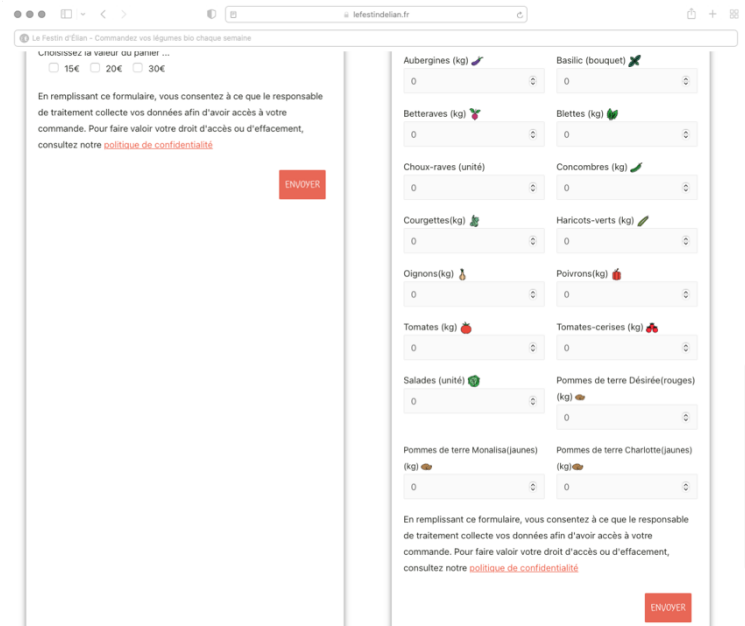 lefestindelian.fr
Le Festin d'Élian - Commandez vos légumes bio chaque semaine
Choisissez la valeur du panier ...
15€ 20€ 30€
En remplissant ce formulaire, vous consentez à ce que le responsable
de traitement collecte vos données afin d'avoir accès à votre
commande. Pour faire valoir votre droit d'accès ou d'effacement,
consultez notre politique de confidentialité
ENVOYER
Aubergines (kg) Basilic (bouquet)
0 0
Betteraves (kg) Blettes (kg)
0 0
Choux-raves (unité) Concombres (kg)
0 0
Courgettes(kg) Haricots-verts (kg)
0 0
Oignons(kg) Poivrons(kg)
0 0
Tomates (kg) Tomates-cerises (kg)
0 0
Salades (unité) Pommes de terre Désirée(rouges)
(kg)
0 0
Pommes de terre Monalisa(jaunes) Pommes de terre Charlotte(jaunes)
(kg) (kg)
0 0
En remplissant ce formulaire, vous consentez à ce que le responsable
de traitement collecte vos données afin d'avoir accès à votre
commande. Pour faire valoir votre droit d'accès ou d'effacement,
consultez notre politique de confidentialité
ENVOYER